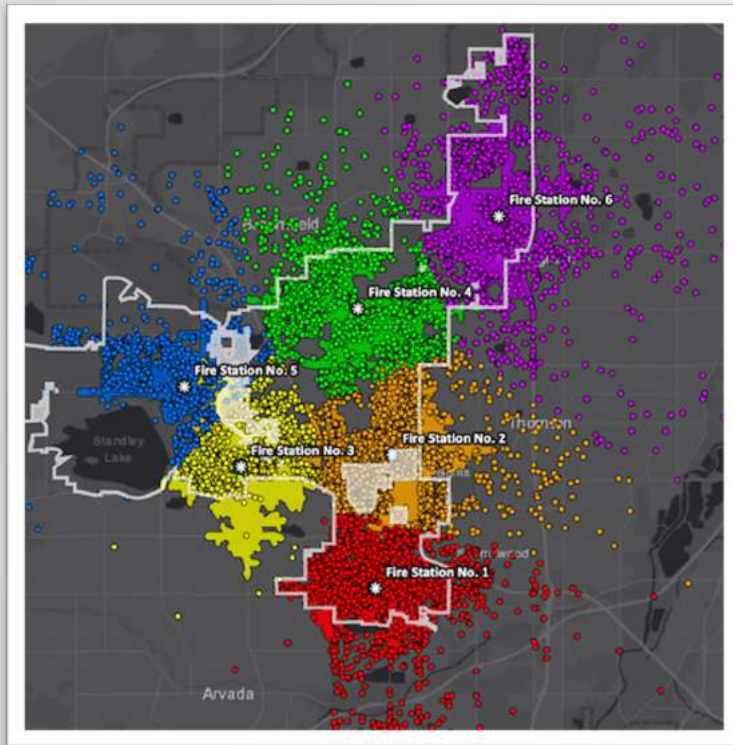 Fire Station No. 6
Fire Station No. 4
Fire Station No. 5
Standley
Lake
Fire Station No. 3
Fire Station No. 2
Fire Station No. 1
Arvada